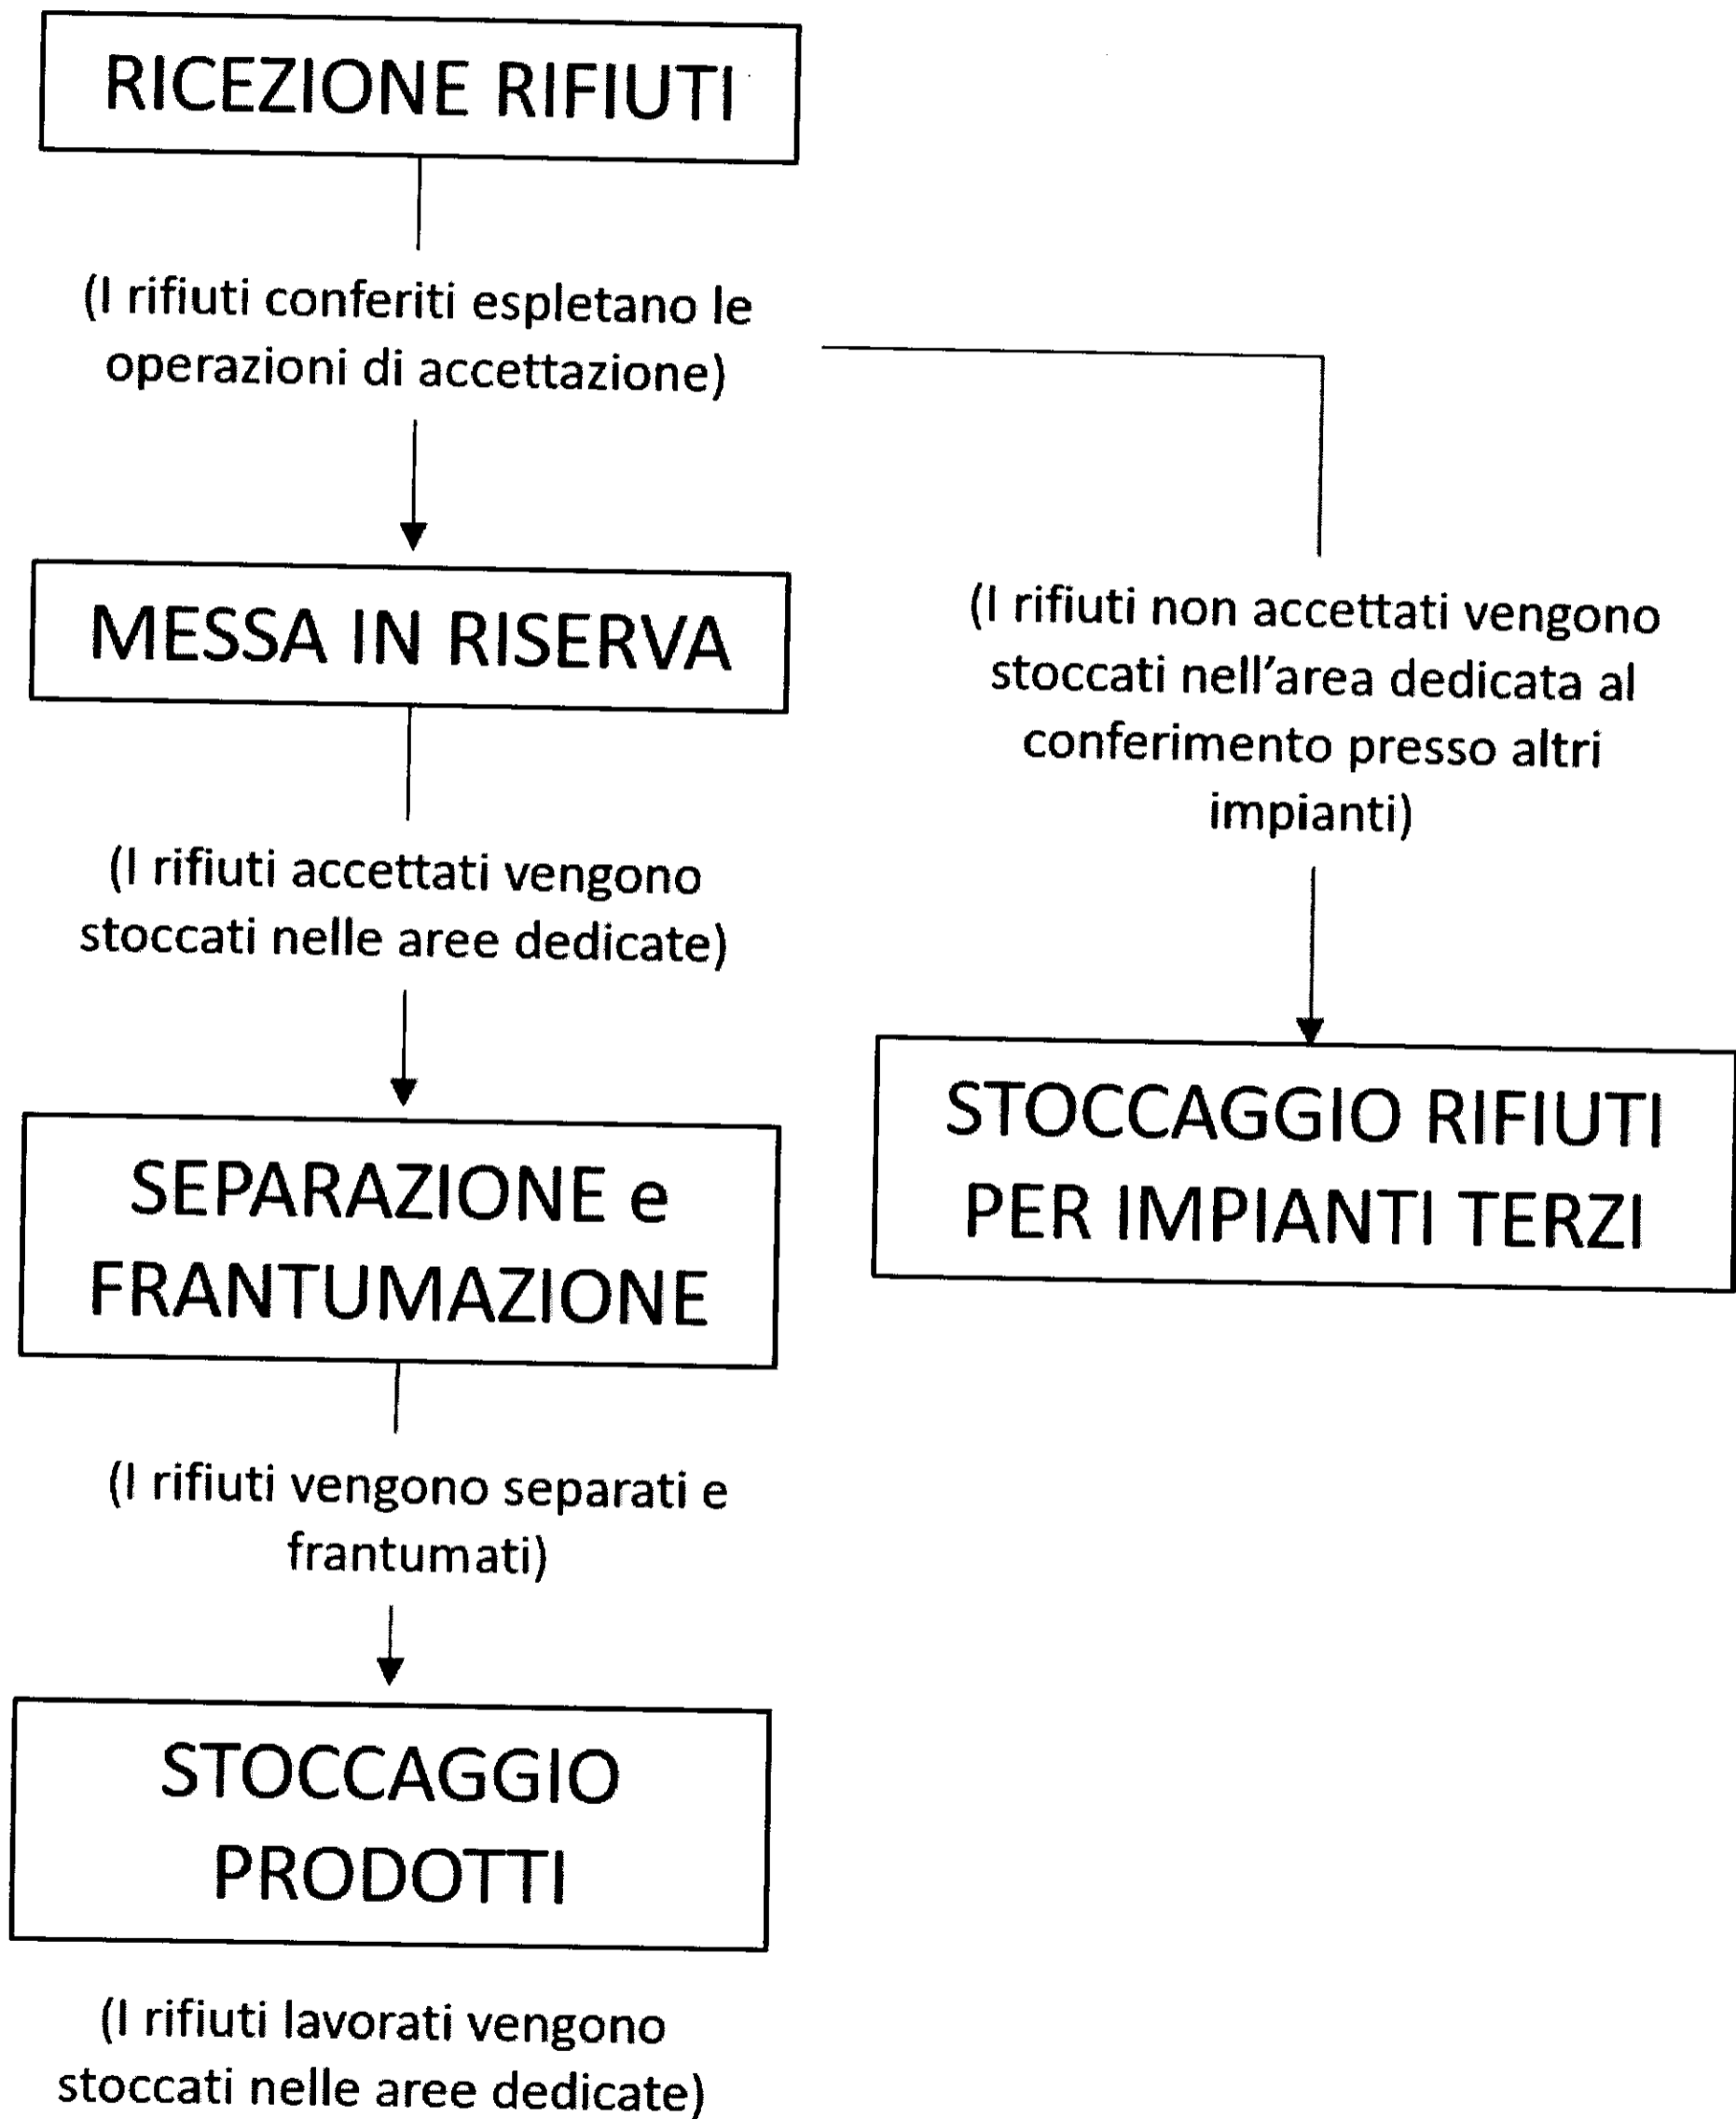 RICEZIONE RIFIUTI
(I rifiuti conferiti espletano le
operazioni di accettazione)
MESSA IN RISERVA
(I rifiuti non accettati vengono
stoccati nell'area dedicata al
conferimento presso altri
impianti)
(I rifiuti accettati vengono
stoccati nelle aree dedicate)
STOCCAGGIO RIFIUTI
PER IMPIANTI TERZI
SEPARAZIONE e
FRANTUMAZIONE
(I rifiuti vengono separati e
frantumati)
STOCCAGGIO
PRODOTTI
(I rifiuti lavorati vengono
stoccati nelle aree dedicate)